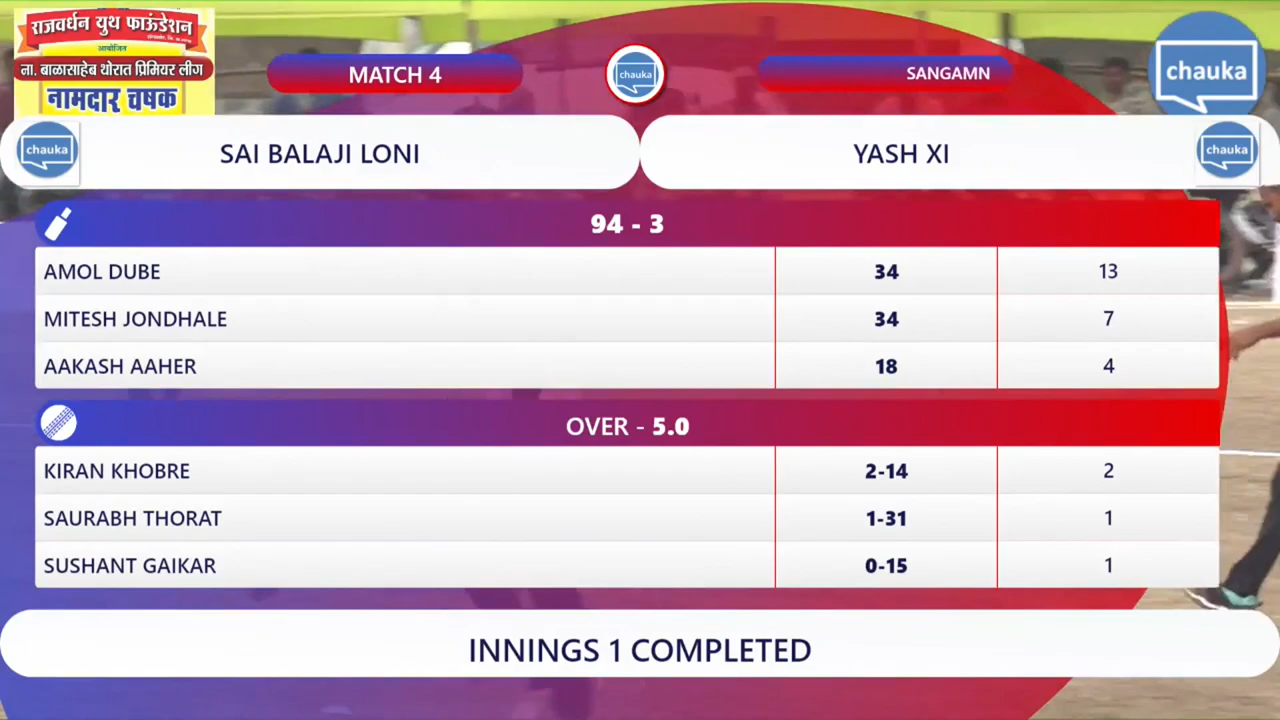 राजवर्धन युथ फाऊंडेशन
आयोजित
ना. बाळासाहेब थोरात प्रिमियर लीग
नामदार चषक
MATCH 4
chauka
SANGAMN
chauka
chauka
SAI BALAJI LONI
YASH XI
chauka
94 - 3
AMOL DUBE 34 13
MITESH JONDHALE 34 7
AAKASH AAHER 18 4
OVER - 5.0
KIRAN KHOBRE 2-14 2
SAURABH THORAT 1-31 1
SUSHANT GAIKAR 0-15 1
INNINGS 1 COMPLETED